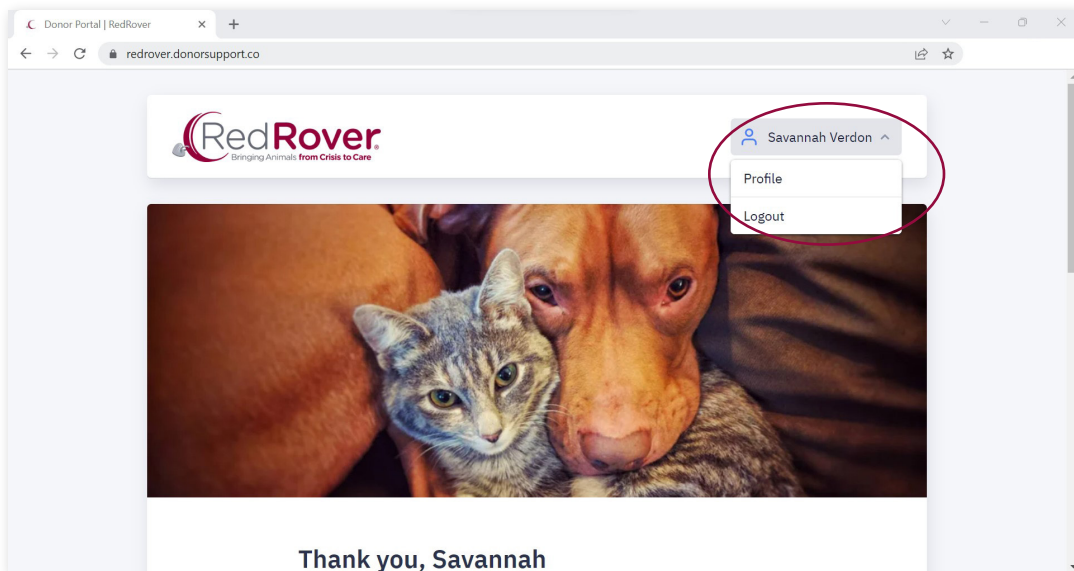 Donor Portal | RedRover
redrover.donorsupport.co
RedRover®
Bringing Animals from Crisis to Care
Savannah Verdon
Profile
Logout
Thank you, Savannah